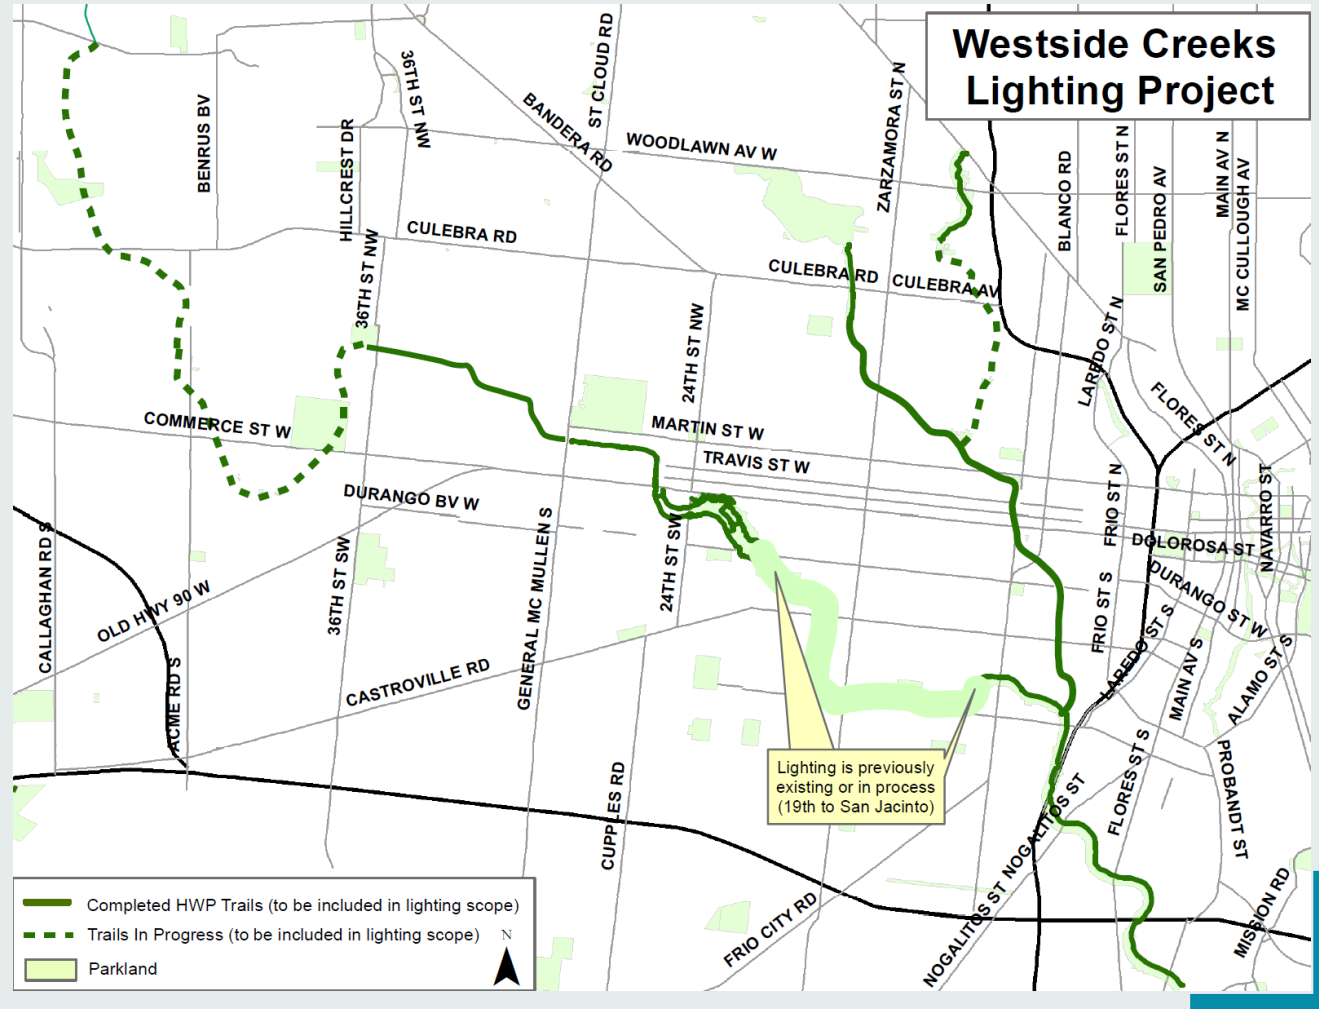 Westside Creeks
Lighting Project
36TH ST NW
ST CLOUD RD
BANDERA RD
ZARZAMORA ST N
BENRUS BV
HILLCREST DR
WOODLAWN AV W
BLANCO RD
FLORES ST N
SAN PEDRO AV
MAIN AV N
MC CULLOUGH AV
CULEBRA RD
36TH ST NW
CULEBRA RD
CULEBRA AV
24TH ST NW
LAREDO ST N
FLORES ST N
COMMERCE ST W
MARTIN ST W
TRAVIS ST W
DURANGO BV W
FRIO ST N
NAVARRO ST
DOLOROSA ST
DURANGO ST W
CALLAGHAN RD S
OLD HWY 90 W
36TH ST SW
GENERAL MC MULLEN S
24TH ST SW
FRIO ST S
LAREDO ST S
MAIN AV S
ALAMO ST S
ACME RD S
CASTROVILLE RD
CUPPLES RD
Lighting is previously
existing or in process
(19th to San Jacinto)
NOGALITOS ST
FLORES ST S
PROBANDT ST
FRIO CITY RD
NOGALITOS ST
MISSION RD
Completed HWP Trails (to be included in lighting scope)
Trails In Progress (to be included in lighting scope)
N
Parkland